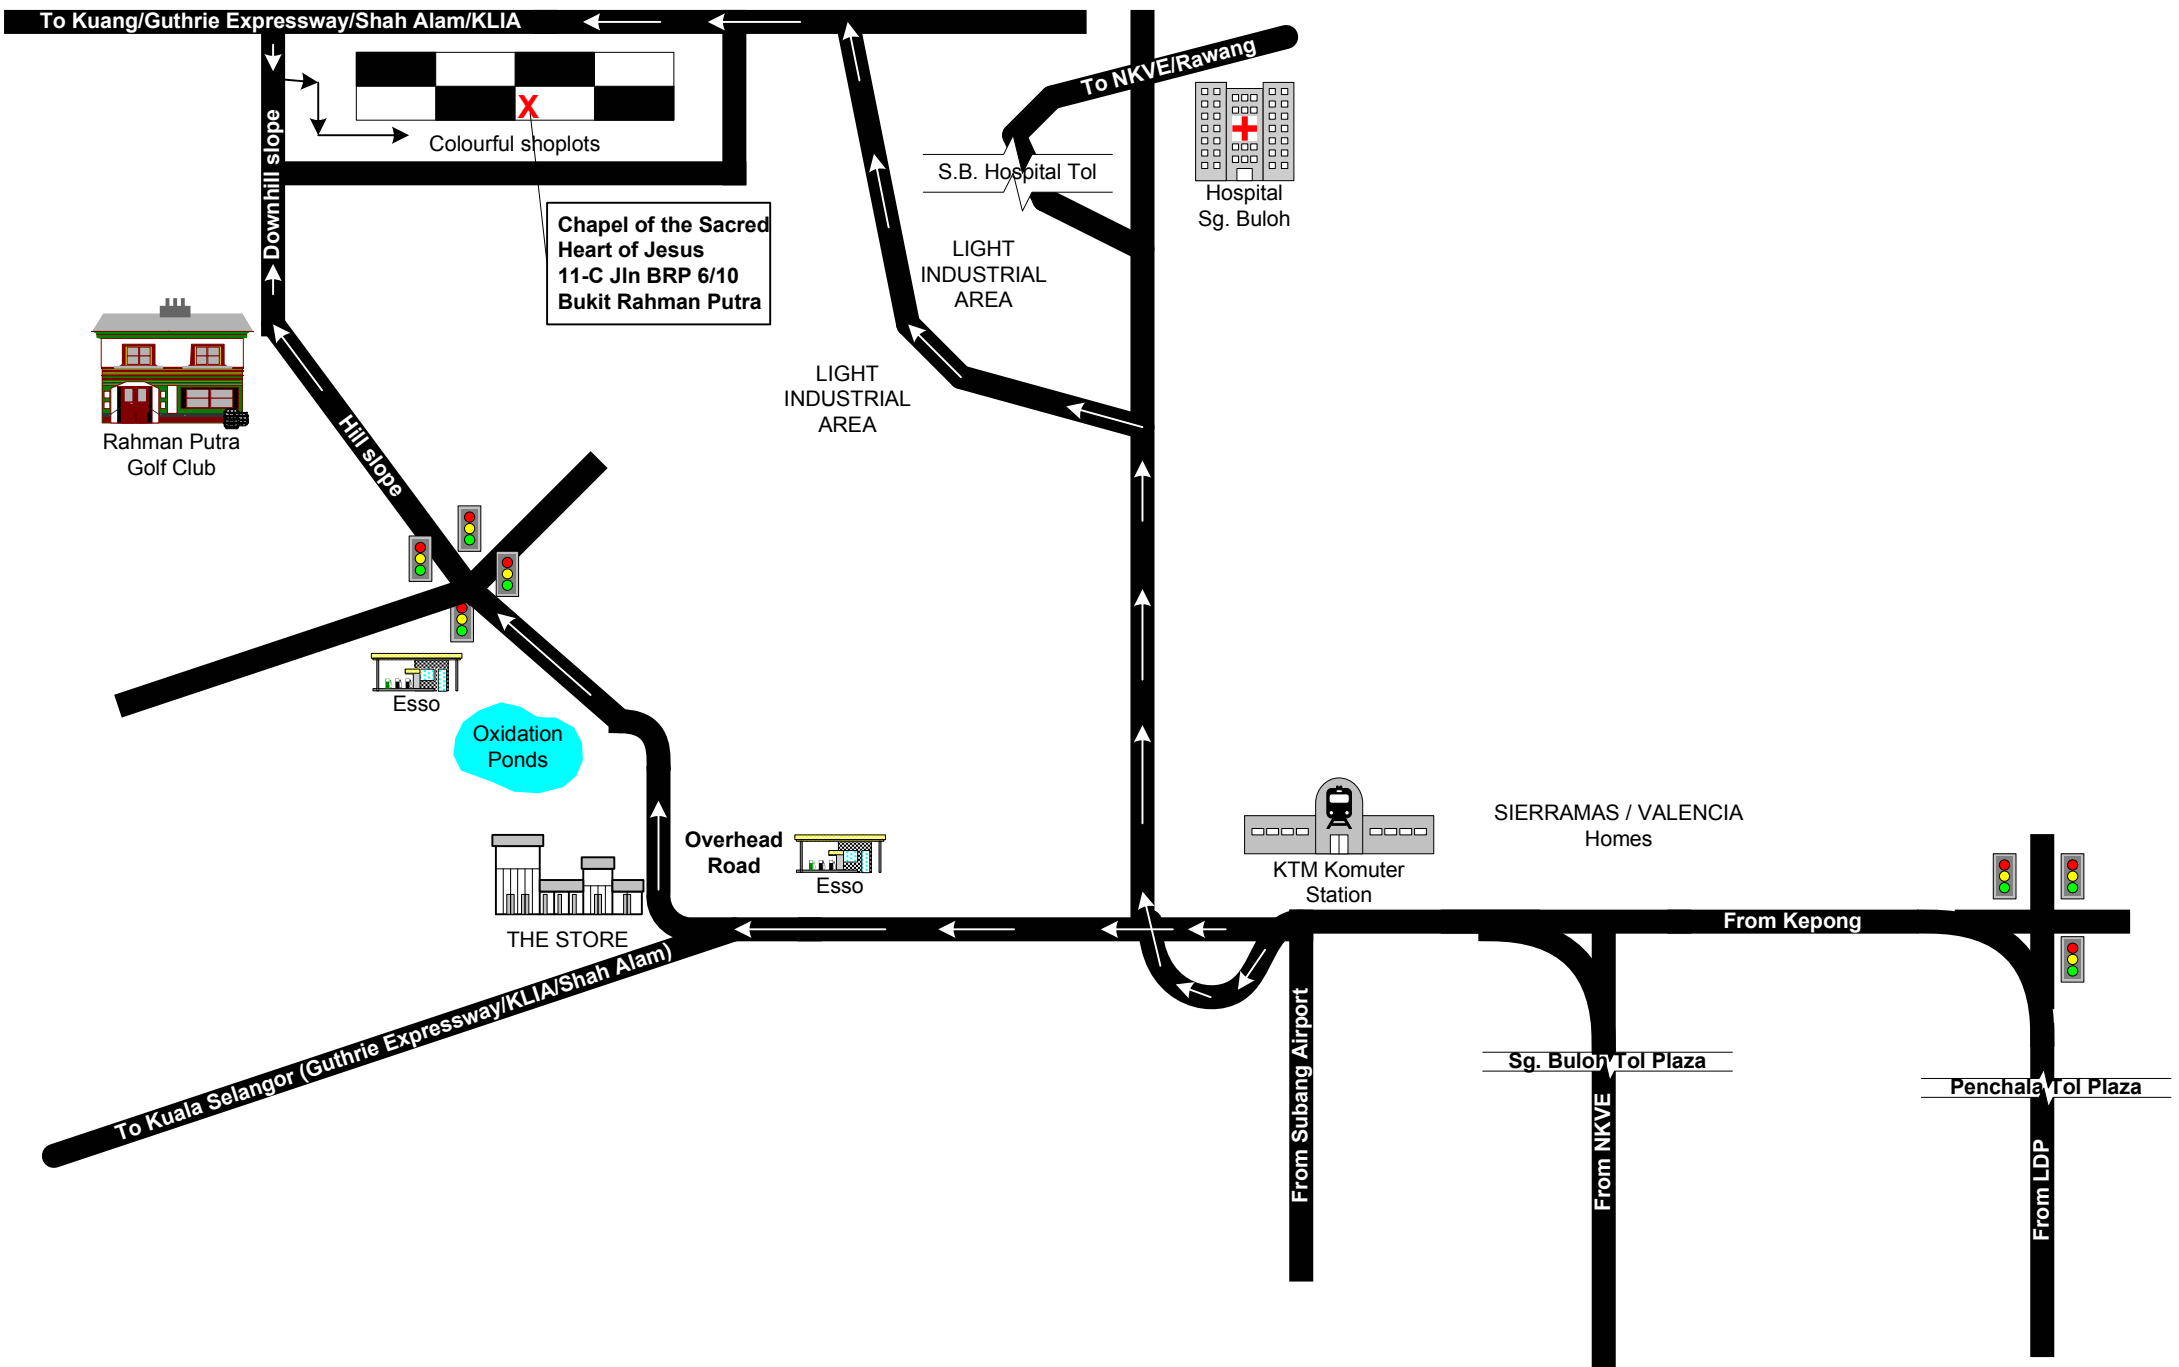 To Kuang/Guthrie Expressway/Shah Alam/KLIA
To NKVE/Rawang
X
Colourful shoplots
Downhill slope
S.B. Hospital Tol
Hospital
Sg. Buloh
Chapel of the Sacred
Heart of Jesus
11-C Jln BRP 6/10
Bukit Rahman Putra
LIGHT
INDUSTRIAL
AREA
LIGHT
INDUSTRIAL
AREA
Rahman Putra
Golf Club
Hill slope
Esso
Oxidation
Ponds
Overhead
Road
Esso
THE STORE
KTM Komuter
Station
SIERRAMAS / VALENCIA
Homes
From Kepong
To Kuala Selangor (Guthrie Expressway/KLIA/Shah Alam)
From Subang Airport
Sg. Buloh Tol Plaza
From NKVE
Penchala Tol Plaza
From LDP